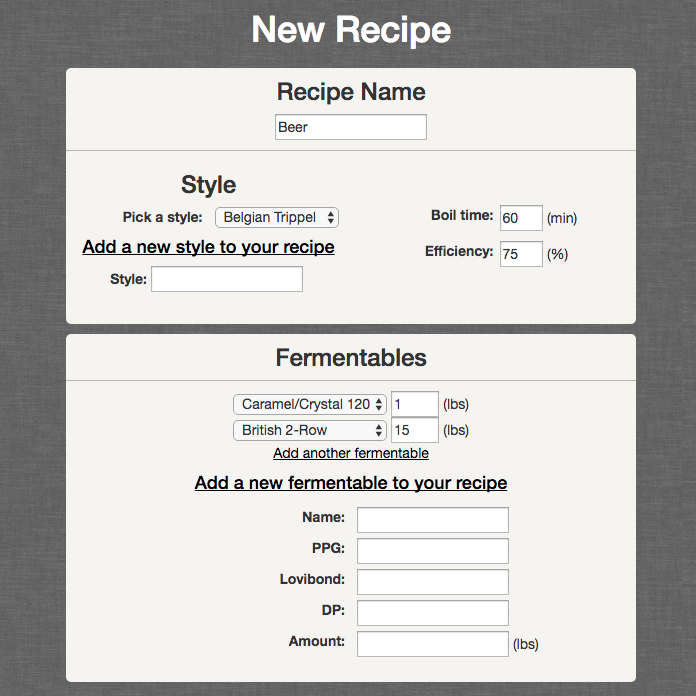 New Recipe
Recipe Name
Beer
Style
Pick a style: Belgian Trippel
Add a new style to your recipe
Style:
Boil time: 60 (min)
Efficiency: 75 (%)
Fermentables
Caramel/Crystal 120 1 (lbs)
British 2-Row 15 (lbs)
Add another fermentable
Add a new fermentable to your recipe
Name:
PPG:
Lovibond:
DP:
Amount: (lbs)